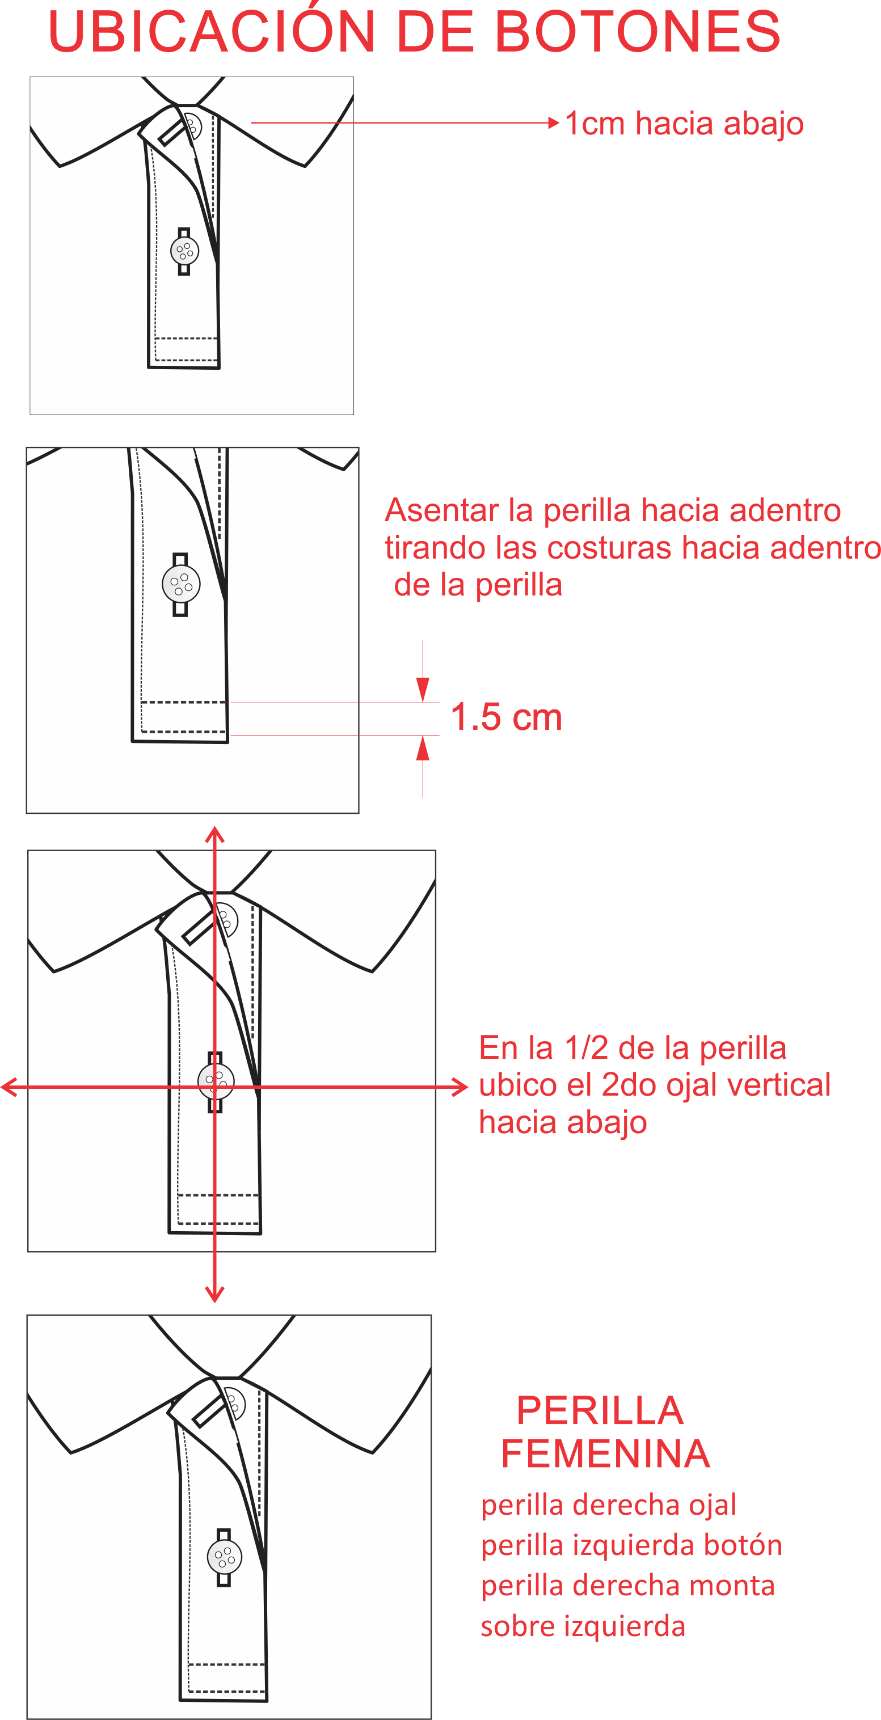 UBICACIÓN DE BOTONES
1cm hacia abajo
Asentar la perilla hacia adentro
tirando las costuras hacia adentro
de la perilla
1.5 cm
En la 1/2 de la perilla
ubico el 2do ojal vertical
hacia abajo
PERILLA
FEMENINA
perilla derecha ojal
perilla izquierda botón
perilla derecha monta
sobre izquierda